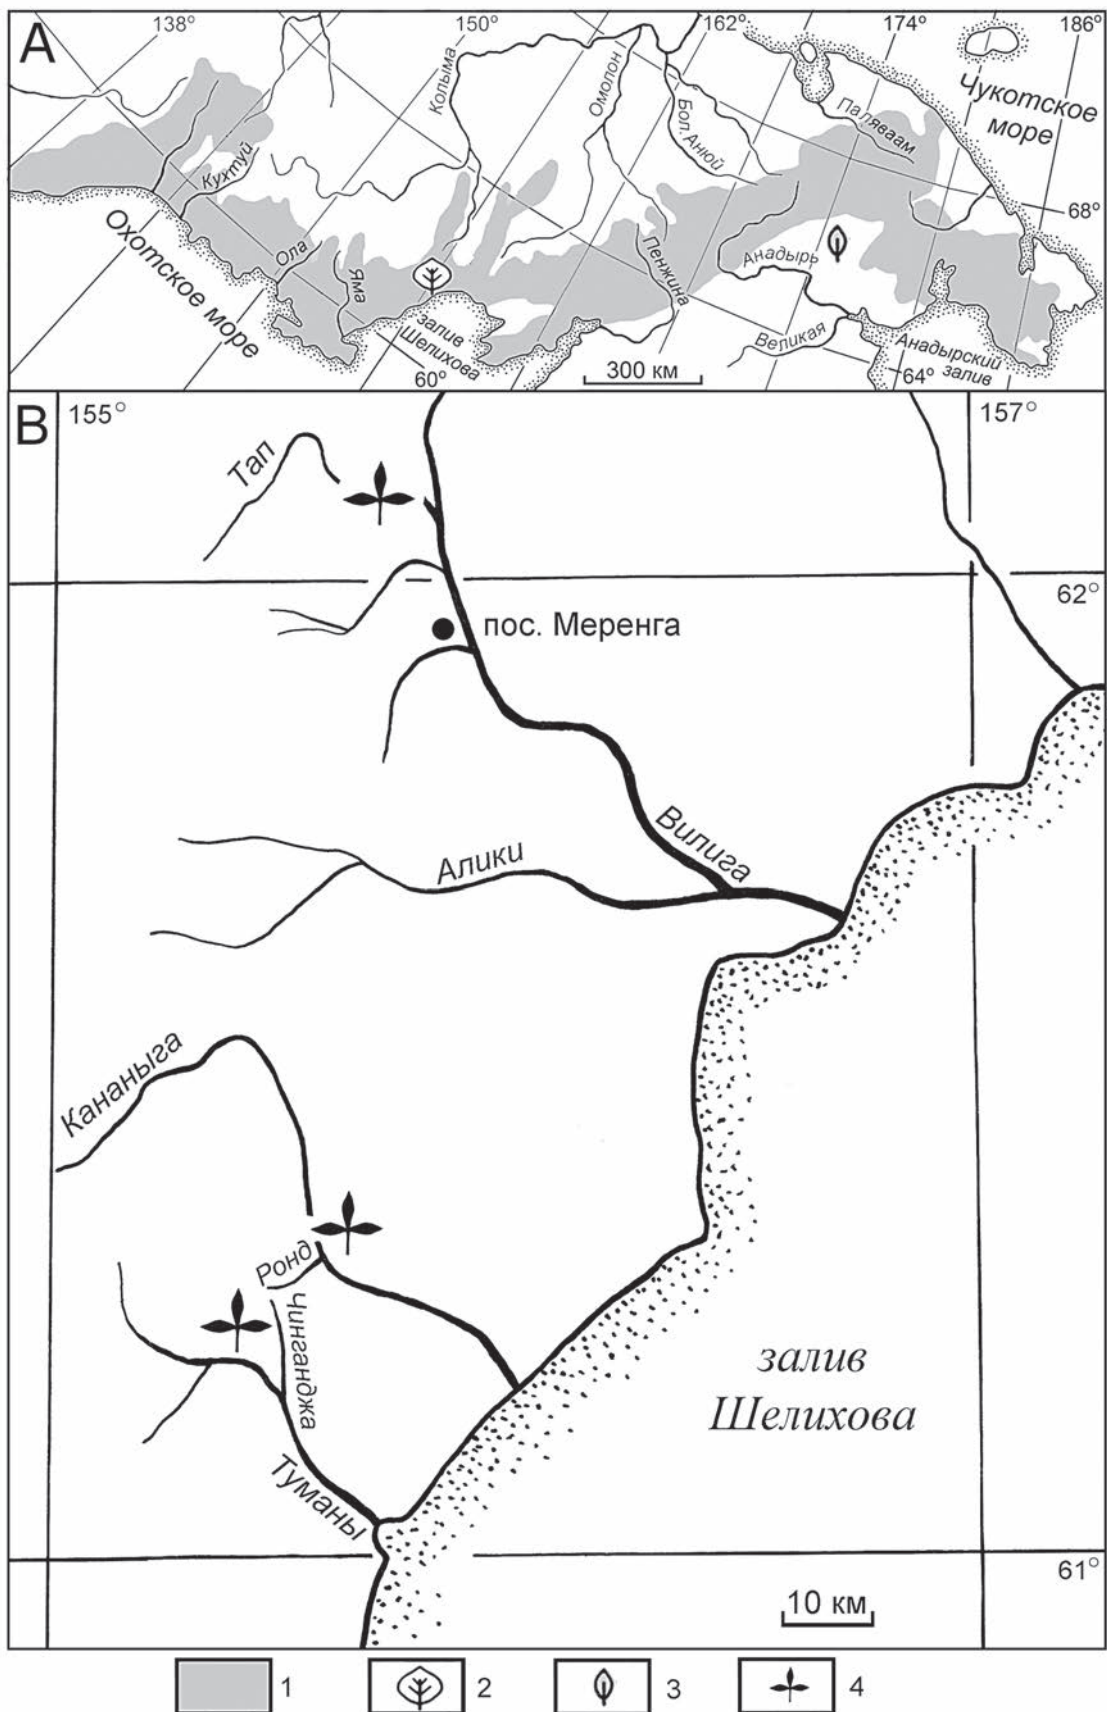 A
138°
150°
162°
174°
186°
Колыма
Омолон
Бол. Анюй
Паляваам
Чукотское
море
68°
Кухтуй
Охотское море
Ола
Яма
залив
Шелихова
60°
Пенжина
Анадырь
Великая
Анадырский
залив
64°
300 км
B
155°
157°
Тап
62°
пос. Меренга
Вилига
Алики
Кананыга
Ронд
Чинганджа
Туманы
залив
Шелихова
61°
10 км
1
2
3
4